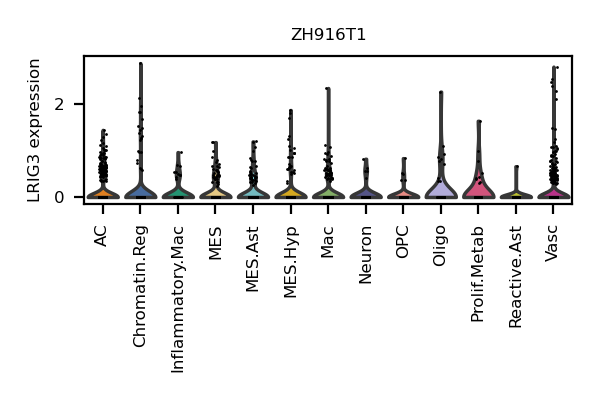 ZH916T1
LRIG3 expression
2
0
AC
Chromatin.Reg
Inflammatory.Mac
MES
MES.Ast
MES.Hyp
Mac
Neuron
OPC
Oligo
Prolif.Metab
Reactive.Ast
Vasc